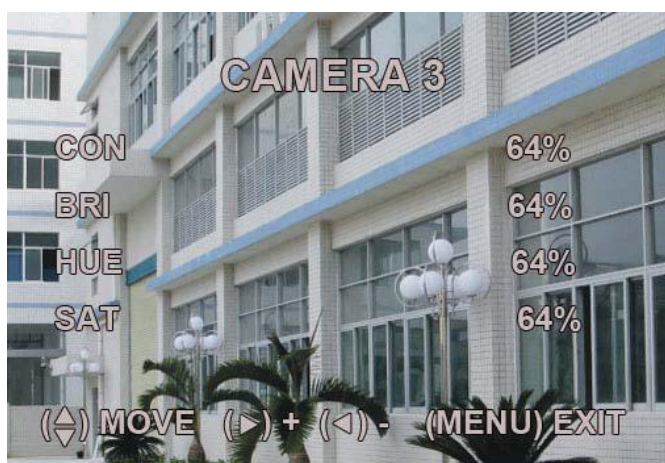 CAMERA 3
CON 64%
BRI 64%
HUE 64%
SAT 64%
(△▽) MOVE (▷) + (◁) - (MENU) EXIT